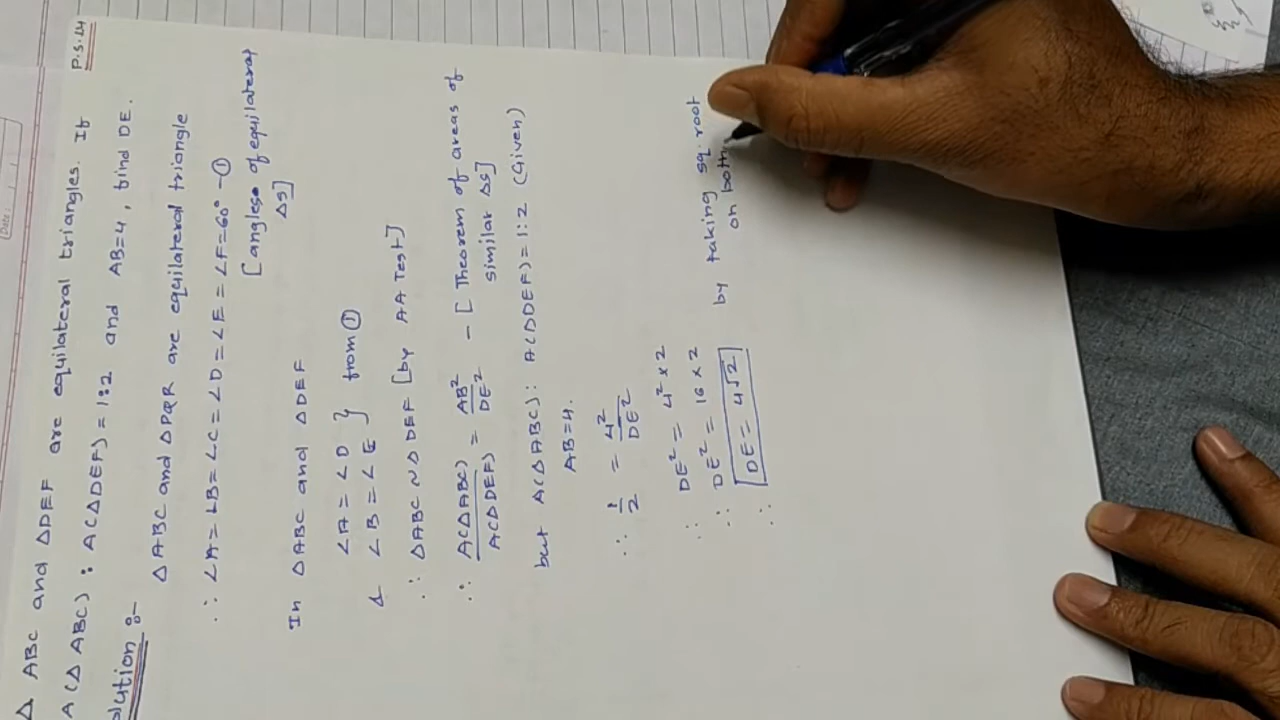 P.S.24
Δ ABC and ΔDEF are equilateral triangles. If
A(Δ ABC) : A(ΔDEF) = 1:2 and AB=4, find DE.
lution :-
ΔABC and ΔPQR are equilateral triangle
∴ ∠A = ∠B = ∠C = ∠D = ∠E = ∠F = 60° -①
[angles of equilateral
Δs]
In ΔABC and ΔDEF
∠A = ∠D } from ①
& ∠B = ∠E
∴ ΔABC ~ ΔDEF [by AA Test]
∴ A(ΔABC)/A(ΔDEF) = AB²/DE² - [Theorem of areas of
similar Δs]
but A(ΔABC) : A(ΔDEF) = 1:2 (Given)
AB=4.
∴ 1/2 = 4²/DE²
∴ DE² = 4² × 2
∴ DE² = 16 × 2
∴ DE = 4√2 by taking sq. root
on both